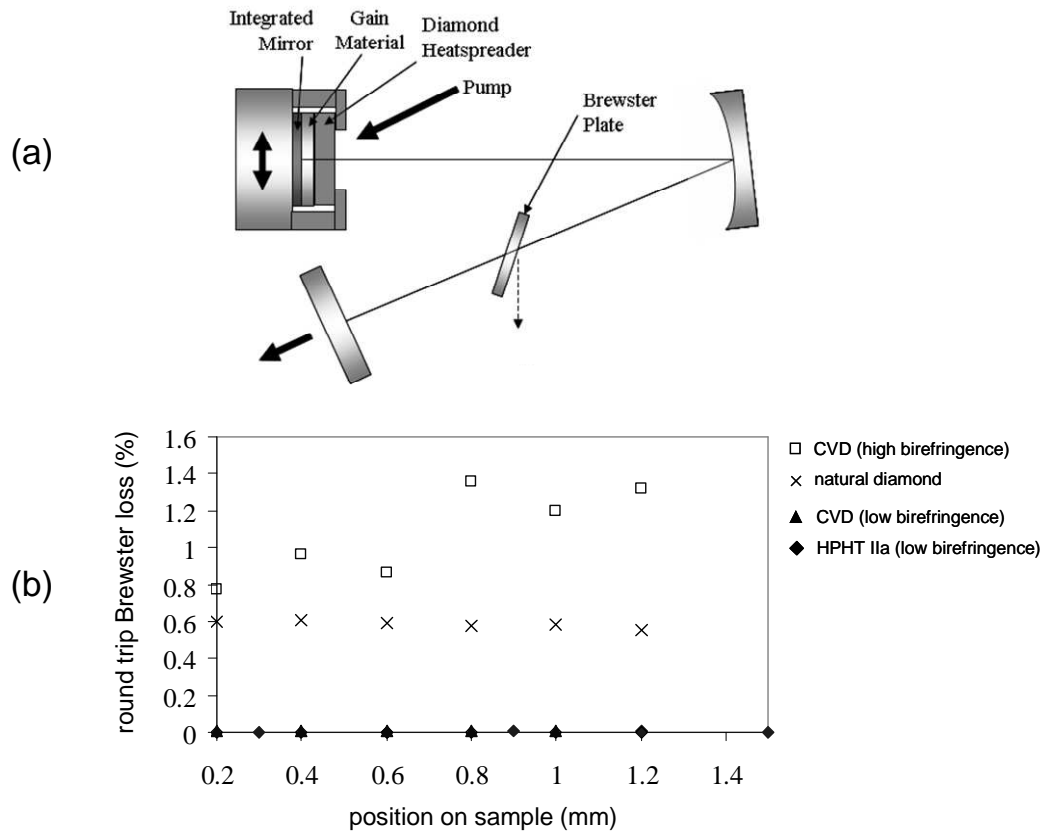 (a)
Integrated
Mirror
Gain
Material
Diamond
Heatspreader
Pump
Brewster
Plate
(b)
round trip Brewster loss (%)
1.6
1.4
1.2
1
0.8
0.6
0.4
0.2
0
0.2 0.4 0.6 0.8 1 1.2 1.4
position on sample (mm)
CVD (high birefringence)
natural diamond
CVD (low birefringence)
HPHT IIa (low birefringence)